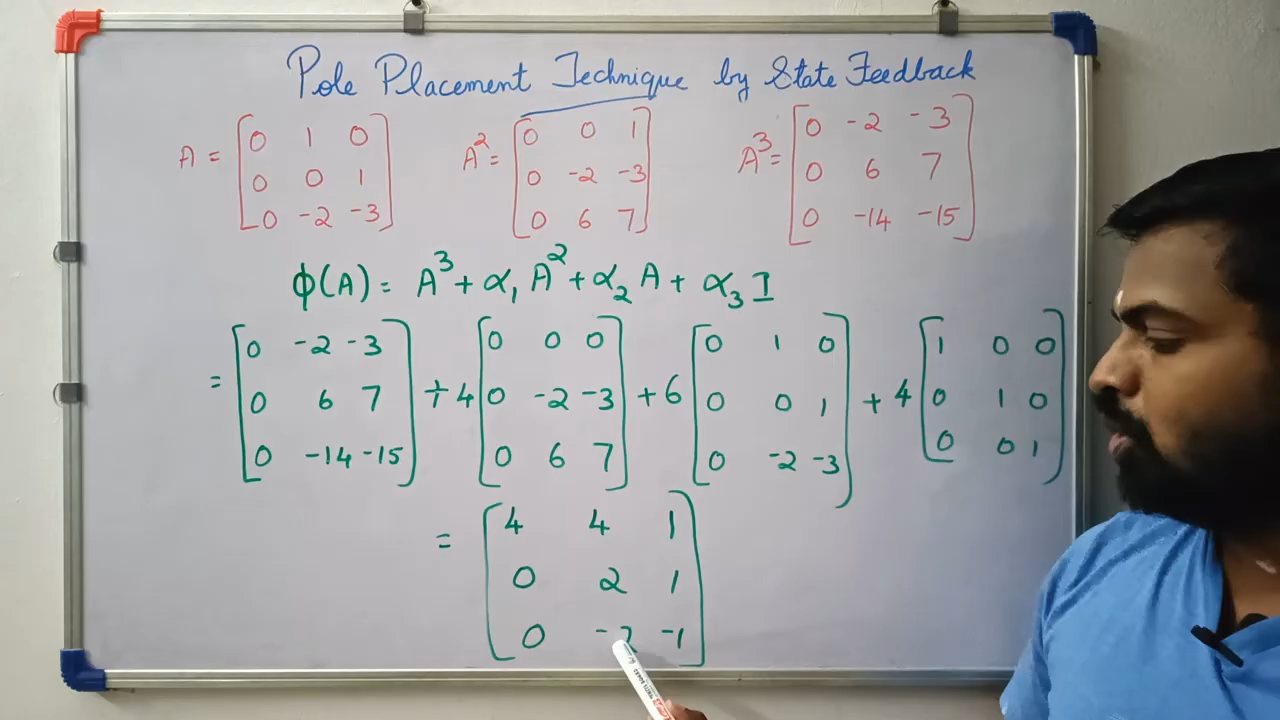 Pole Placement Technique by State Feedback
A = [0 1 0; 0 0 1; 0 -2 -3] A² = [0 0 1; 0 -2 -3; 0 6 7] A³ = [0 -2 -3; 0 6 7; 0 -14 -15]
ϕ(A) = A³ + α₁ A² + α₂ A + α₃ I
= [0 -2 -3; 0 6 7; 0 -14 -15] + 4 [0 0 0; 0 -2 -3; 0 6 7] + 6 [0 1 0; 0 0 1; 0 -2 -3] + 4 [1 0 0; 0 1 0; 0 0 1]
= [4 4 1; 0 2 1; 0 -2 -1]